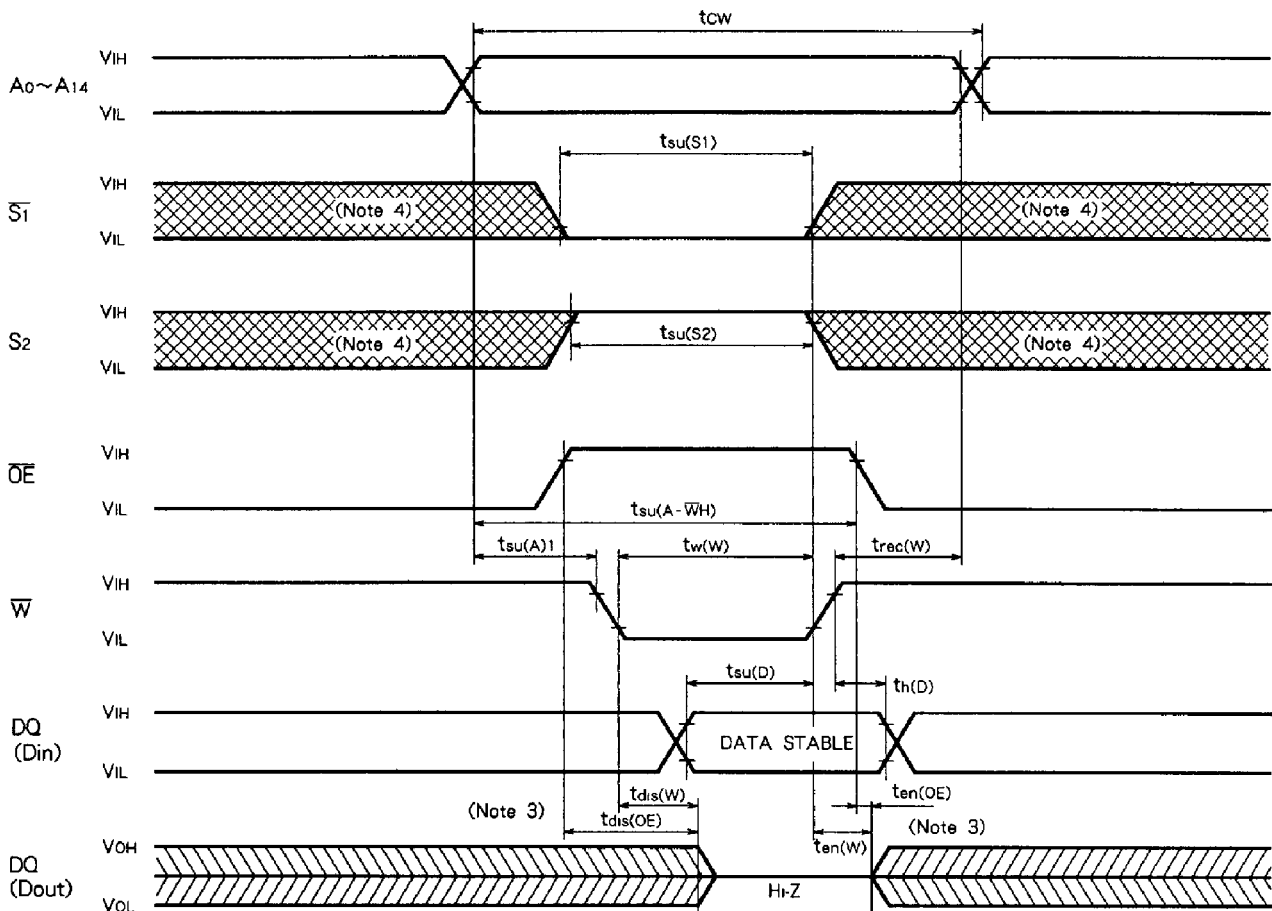 tCW
VIH
A0~A14
VIL
tsu(S1)
VIH
S1
(Note 4)
(Note 4)
VIL
VIH
S2
(Note 4)
tsu(S2)
(Note 4)
VIL
VIH
OE
VIL
tsu(A-WH)
tsu(A)1
tw(W)
trec(W)
VIH
W
VIL
tsu(D)
th(D)
VIH
DQ
(Din)
DATA STABLE
VIL
tdis(W)
ten(OE)
(Note 3)
tdis(OE)
(Note 3)
ten(W)
VOH
DQ
(Dout)
Hi-Z
VOL